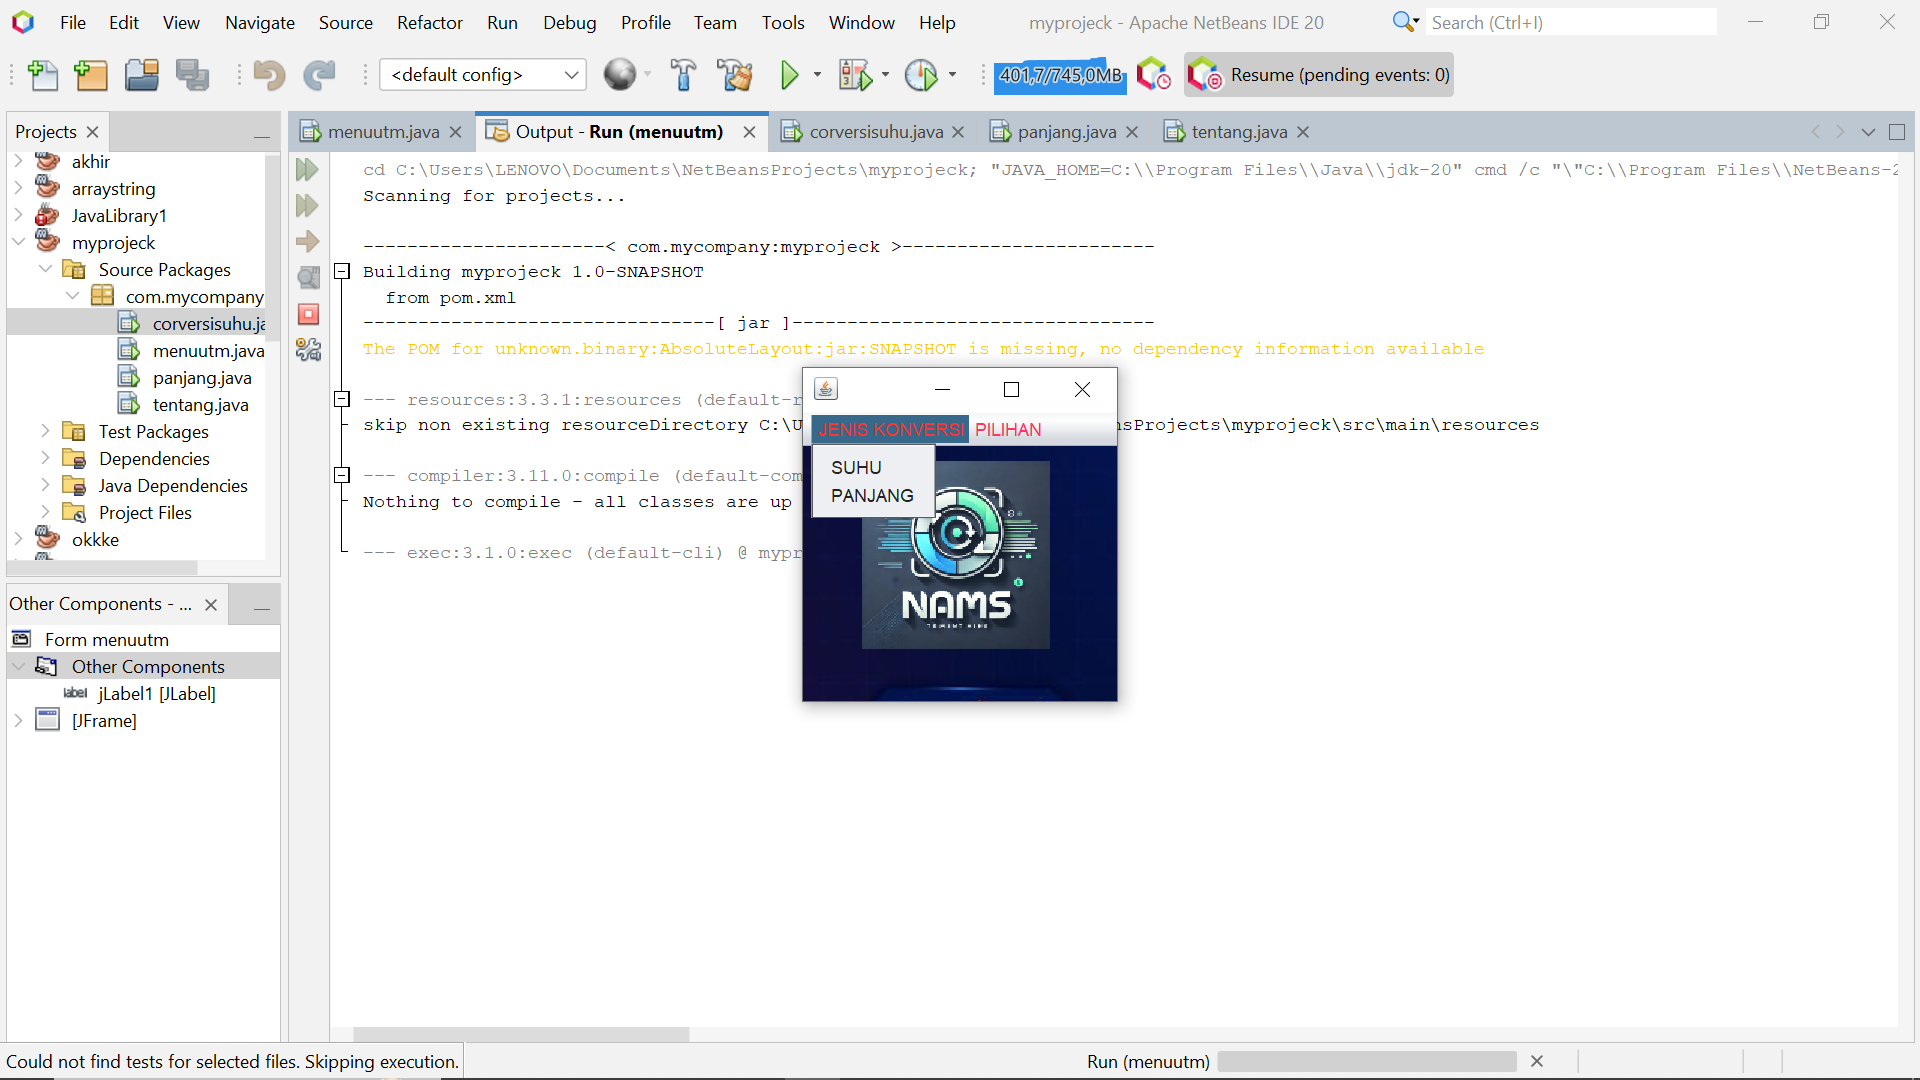 File Edit View Navigate Source Refactor Run Debug Profile Team Tools Window Help
myprojeck - Apache NetBeans IDE 20
Search (Ctrl+I)
<default config>
401,7/745,0MB
Resume (pending events: 0)
Projects
akhir
arraystring
JavaLibrary1
myprojeck
Source Packages
com.mycompany
corversisuhu.ja
menuutm.java
panjang.java
tentang.java
Test Packages
Dependencies
Java Dependencies
Project Files
okkke
Other Components - ...
Form menuutm
Other Components
label jLabel1 [JLabel]
[JFrame]
menuutm.java
Output - Run (menuutm)
corversisuhu.java
panjang.java
tentang.java
cd C:\Users\LENOVO\Documents\NetBeansProjects\myprojeck; "JAVA_HOME=C:\\Program Files\\Java\\jdk-20" cmd /c "\"C:\\Program Files\\NetBeans-2
Scanning for projects...
----------------------< com.mycompany:myprojeck >-----------------------
Building myprojeck 1.0-SNAPSHOT
from pom.xml
--------------------------------[ jar ]---------------------------------
The POM for unknown.binary:AbsoluteLayout:jar:SNAPSHOT is missing, no dependency information available
--- resources:3.3.1:resources (default-r
skip non existing resourceDirectory C:\U
nsProjects\myprojeck\src\main\resources
--- compiler:3.11.0:compile (default-com
Nothing to compile - all classes are up
--- exec:3.1.0:exec (default-cli) @ mypr
JENIS KONVERSI PILIHAN
SUHU
PANJANG
NAMS
Could not find tests for selected files. Skipping execution.
Run (menuutm)